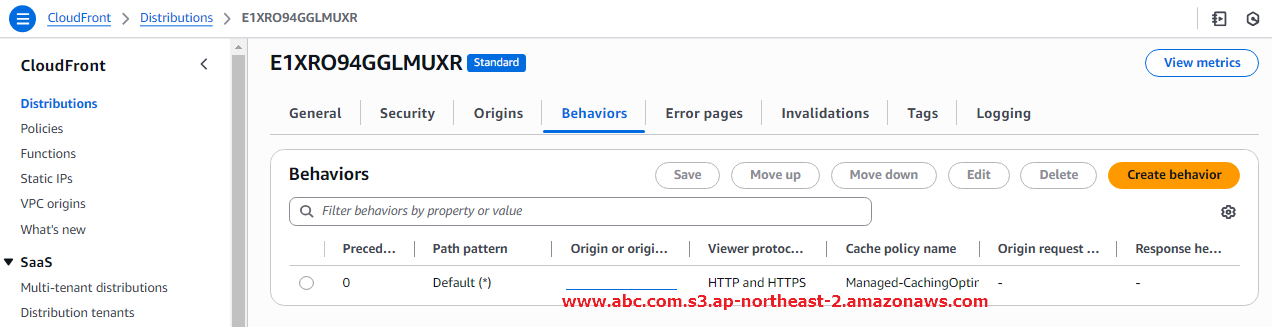 CloudFront > Distributions > E1XRO94GGLMUXR
CloudFront
Distributions
Policies
Functions
Static IPs
VPC origins
What's new
SaaS
Multi-tenant distributions
Distribution tenants
E1XRO94GGLMUXR Standard View metrics
General Security Origins Behaviors Error pages Invalidations Tags Logging
Behaviors Save Move up Move down Edit Delete Create behavior
Filter behaviors by property or value
Preced... Path pattern Origin or origi... Viewer protoc... Cache policy name Origin request ... Response he...
0 Default (*) HTTP and HTTPS Managed-CachingOptir - -
www.abc.com.s3.ap-northeast-2.amazonaws.com